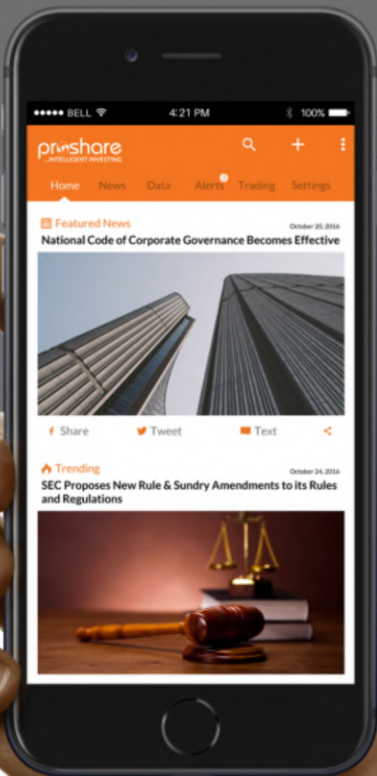 BELL 4:21 PM 100%
proshare
...INTELLIGENT INVESTING
Home News Data Alerts 1 Trading Settings
Featured News October 20, 2016
National Code of Corporate Governance Becomes Effective
f Share Tweet Text
Trending October 24, 2016
SEC Proposes New Rule & Sundry Amendments to its Rules
and Regulations